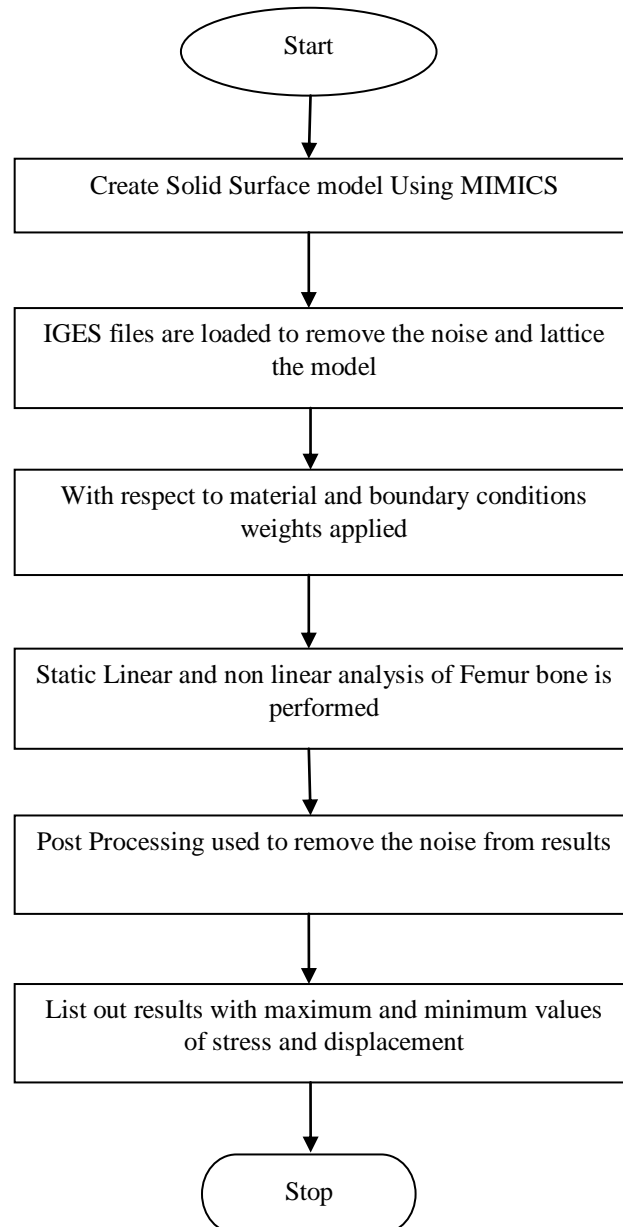 Start
Create Solid Surface model Using MIMICS
IGES files are loaded to remove the noise and lattice
the model
With respect to material and boundary conditions
weights applied
Static Linear and non linear analysis of Femur bone is
performed
Post Processing used to remove the noise from results
List out results with maximum and minimum values
of stress and displacement
Stop